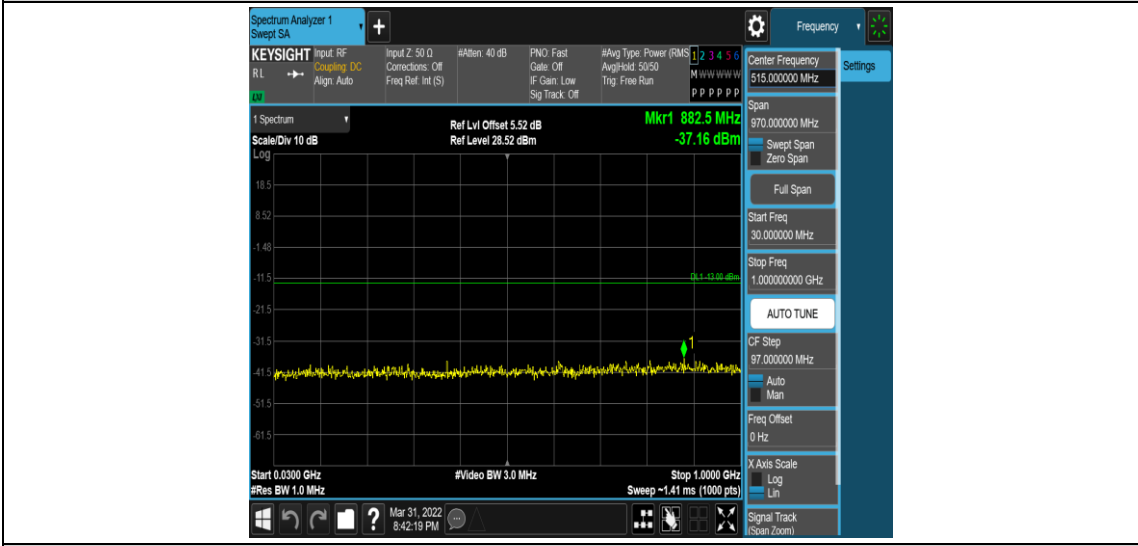 Spectrum Analyzer 1
Swept SA
+
Frequency
KEYSIGHT
RL
Input: RF
Coupling: DC
Align: Auto
Input Z: 50 Ω
Corrections: Off
Freq Ref: Int (S)
#Atten: 40 dB
PNO: Fast
Gate: Off
IF Gain: Low
Sig Track: Off
#Avg Type: Power (RMS
Avg|Hold: 50/50
Trig: Free Run
1 2 3 4 5 6
M W W W W W
P P P P P P
1 Spectrum
Scale/Div 10 dB
Log
Ref Lvl Offset 5.52 dB
Ref Level 28.52 dBm
Mkr1 882.5 MHz
-37.16 dBm
18.5
8.52
-1.48
-11.5
DL1 -13.00 dBm
-21.5
-31.5
1
-41.5
-51.5
-61.5
Start 0.0300 GHz
#Res BW 1.0 MHz
#Video BW 3.0 MHz
Stop 1.0000 GHz
Sweep ~1.41 ms (1000 pts)
?
Mar 31, 2022
8:42:19 PM
Center Frequency
515.000000 MHz
Settings
Span
970.000000 MHz
Swept Span
Zero Span
Full Span
Start Freq
30.000000 MHz
Stop Freq
1.000000000 GHz
AUTO TUNE
CF Step
97.000000 MHz
Auto
Man
Freq Offset
0 Hz
X Axis Scale
Log
Lin
Signal Track
(Span Zoom)